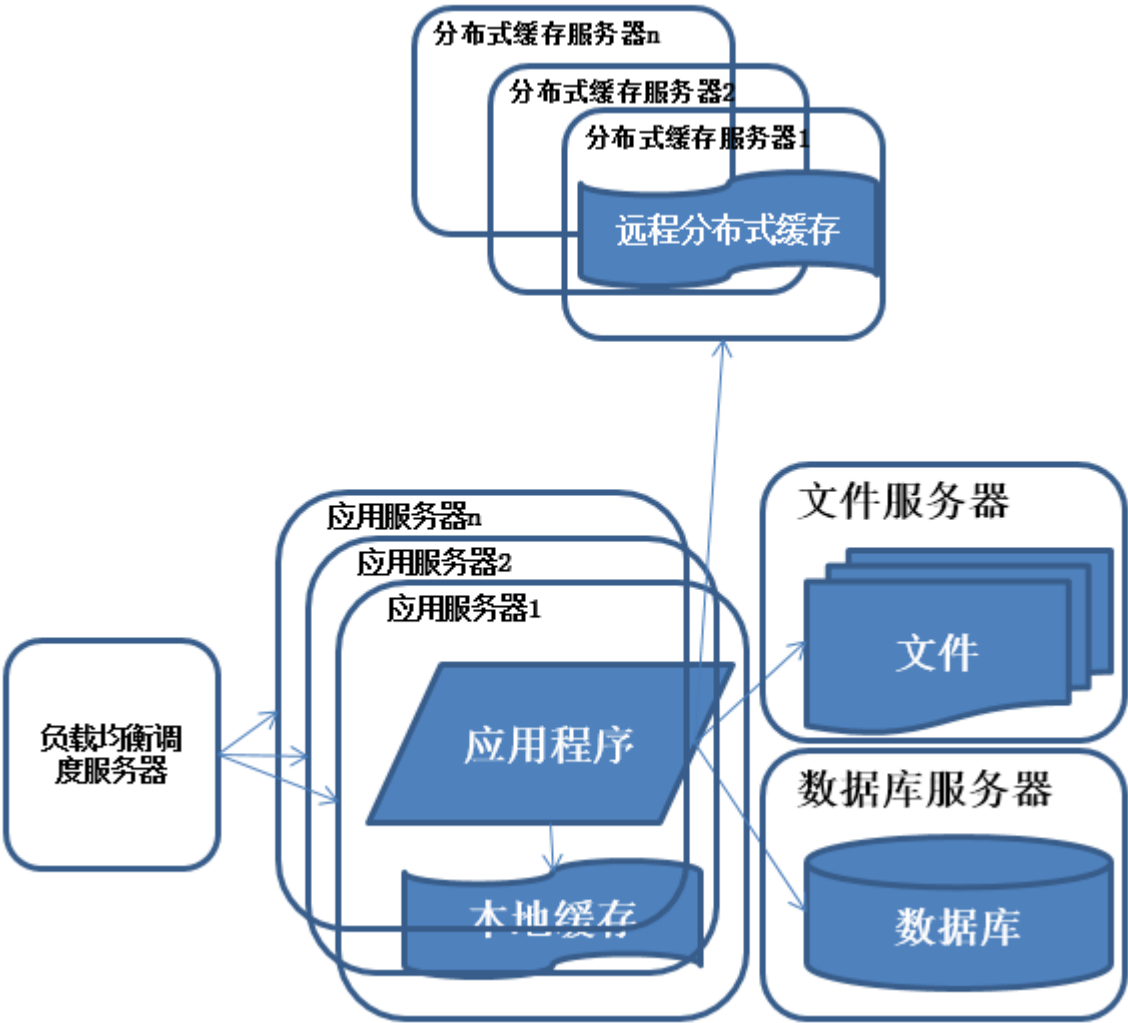 分布式缓存服务器n
分布式缓存服务器2
分布式缓存服务器1
远程分布式缓存
应用服务器n
应用服务器2
应用服务器1
文件服务器
文件
负载均衡调
度服务器
应用程序
数据库服务器
本地缓存
数据库